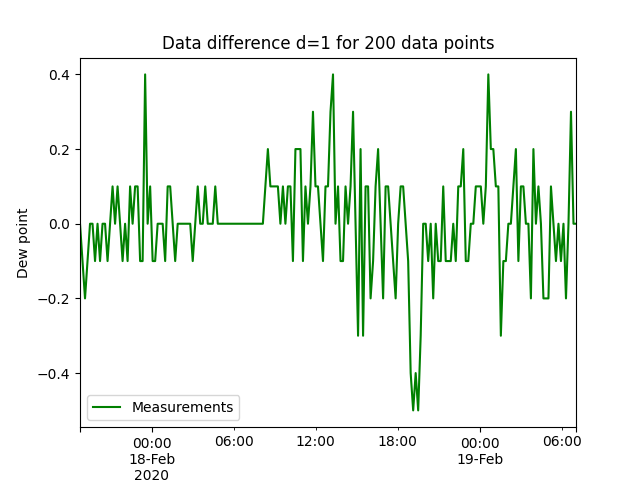 Data difference d=1 for 200 data points
Dew point
0.4
0.2
0.0
−0.2
−0.4
Measurements
00:00
18-Feb
2020
06:00
12:00
18:00
00:00
19-Feb
06:00